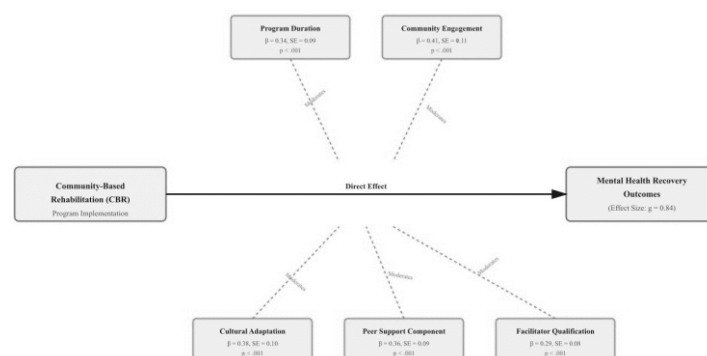 Program Duration
β = 0.34, SE = 0.09
p < .001
Community Engagement
β = 0.41, SE = 0.11
p < .001
Moderates
Moderates
Community-Based
Rehabilitation (CBR)
Program Implementation
Direct Effect
Mental Health Recovery
Outcomes
(Effect Size: g = 0.84)
Moderates
Moderates
Moderates
Cultural Adaptation
β = 0.38, SE = 0.10
p < .001
Peer Support Component
β = 0.36, SE = 0.09
p < .001
Facilitator Qualification
β = 0.29, SE = 0.08
p < .001